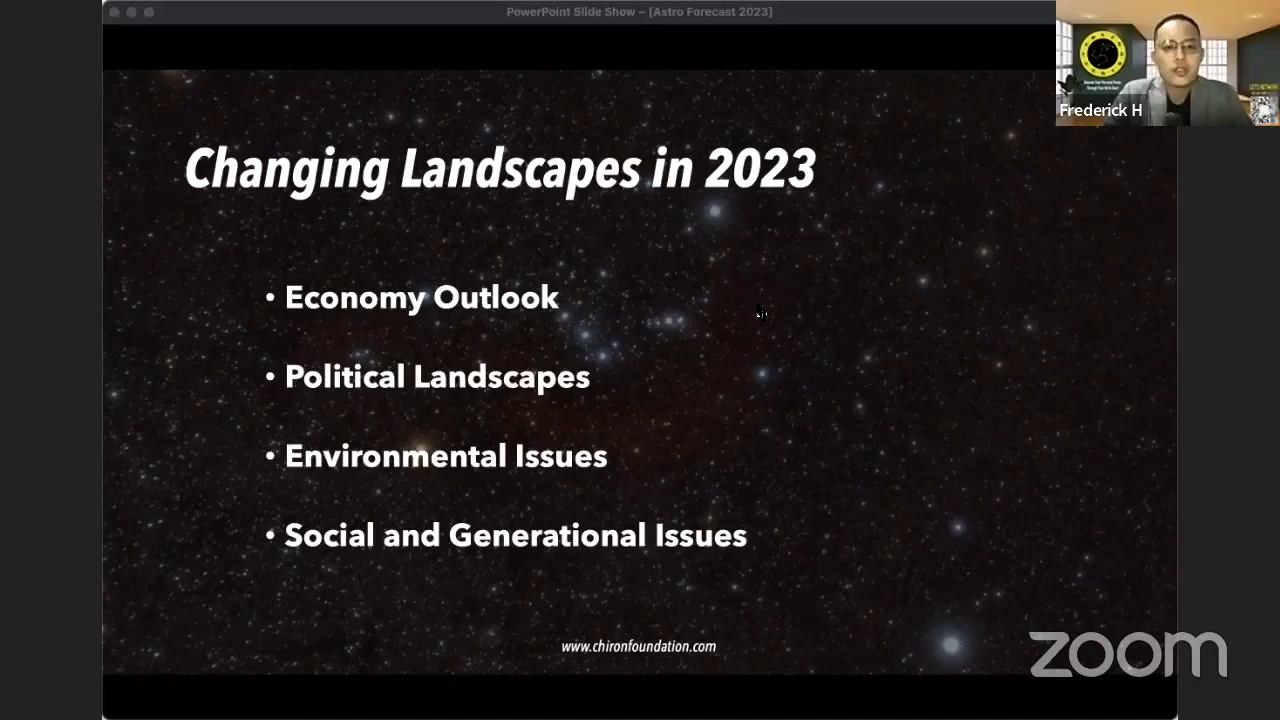 PowerPoint Slide Show – [Astro Forecast 2023]
Frederick H
Changing Landscapes in 2023
• Economy Outlook
• Political Landscapes
• Environmental Issues
• Social and Generational Issues
www.chironfoundation.com
zoom